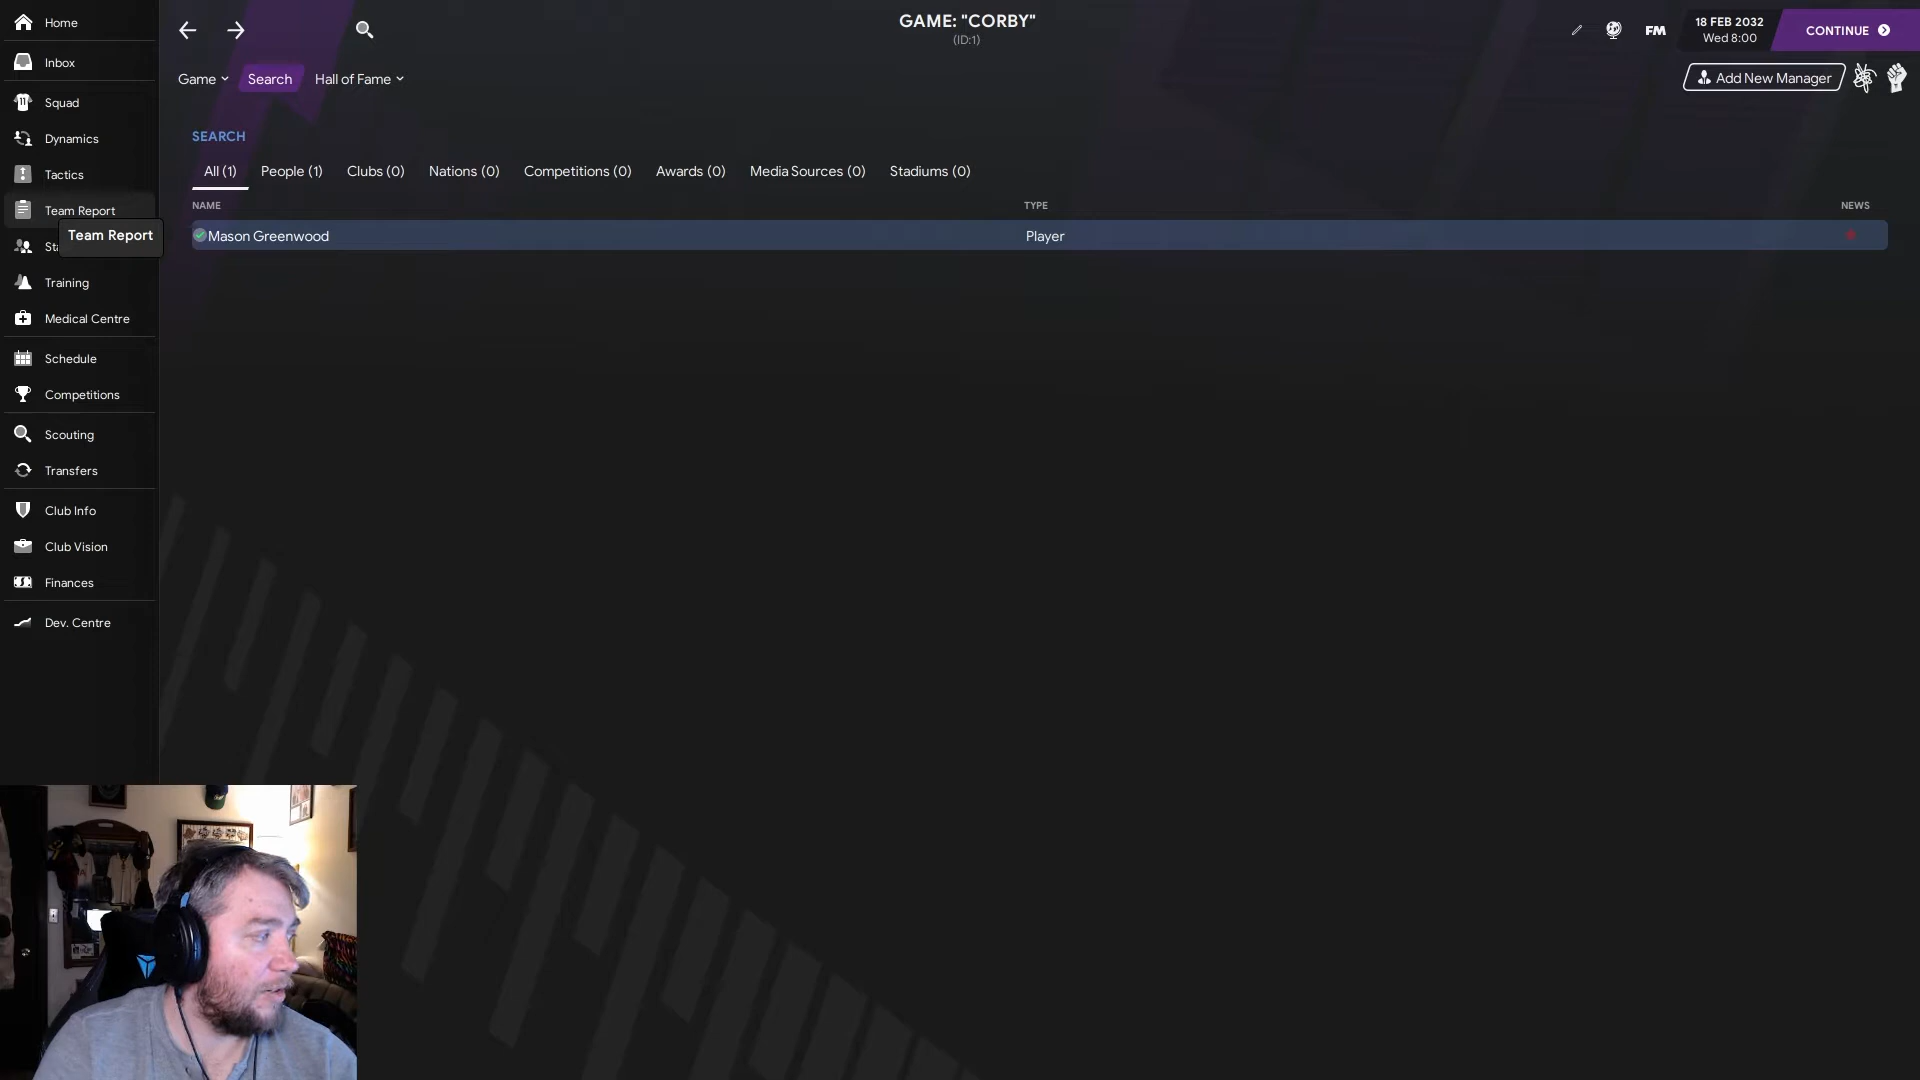 Home
Inbox
Squad
Dynamics
Tactics
Team Report
Team Report
St
Training
Medical Centre
Schedule
Competitions
Scouting
Transfers
Club Info
Club Vision
Finances
Dev. Centre
GAME: "CORBY"
(ID:1)
FM
18 FEB 2032
Wed 8:00
CONTINUE
Game
Search
Hall of Fame
Add New Manager
SEARCH
All (1)
People (1)
Clubs (0)
Nations (0)
Competitions (0)
Awards (0)
Media Sources (0)
Stadiums (0)
NAME
TYPE
NEWS
Mason Greenwood
Player